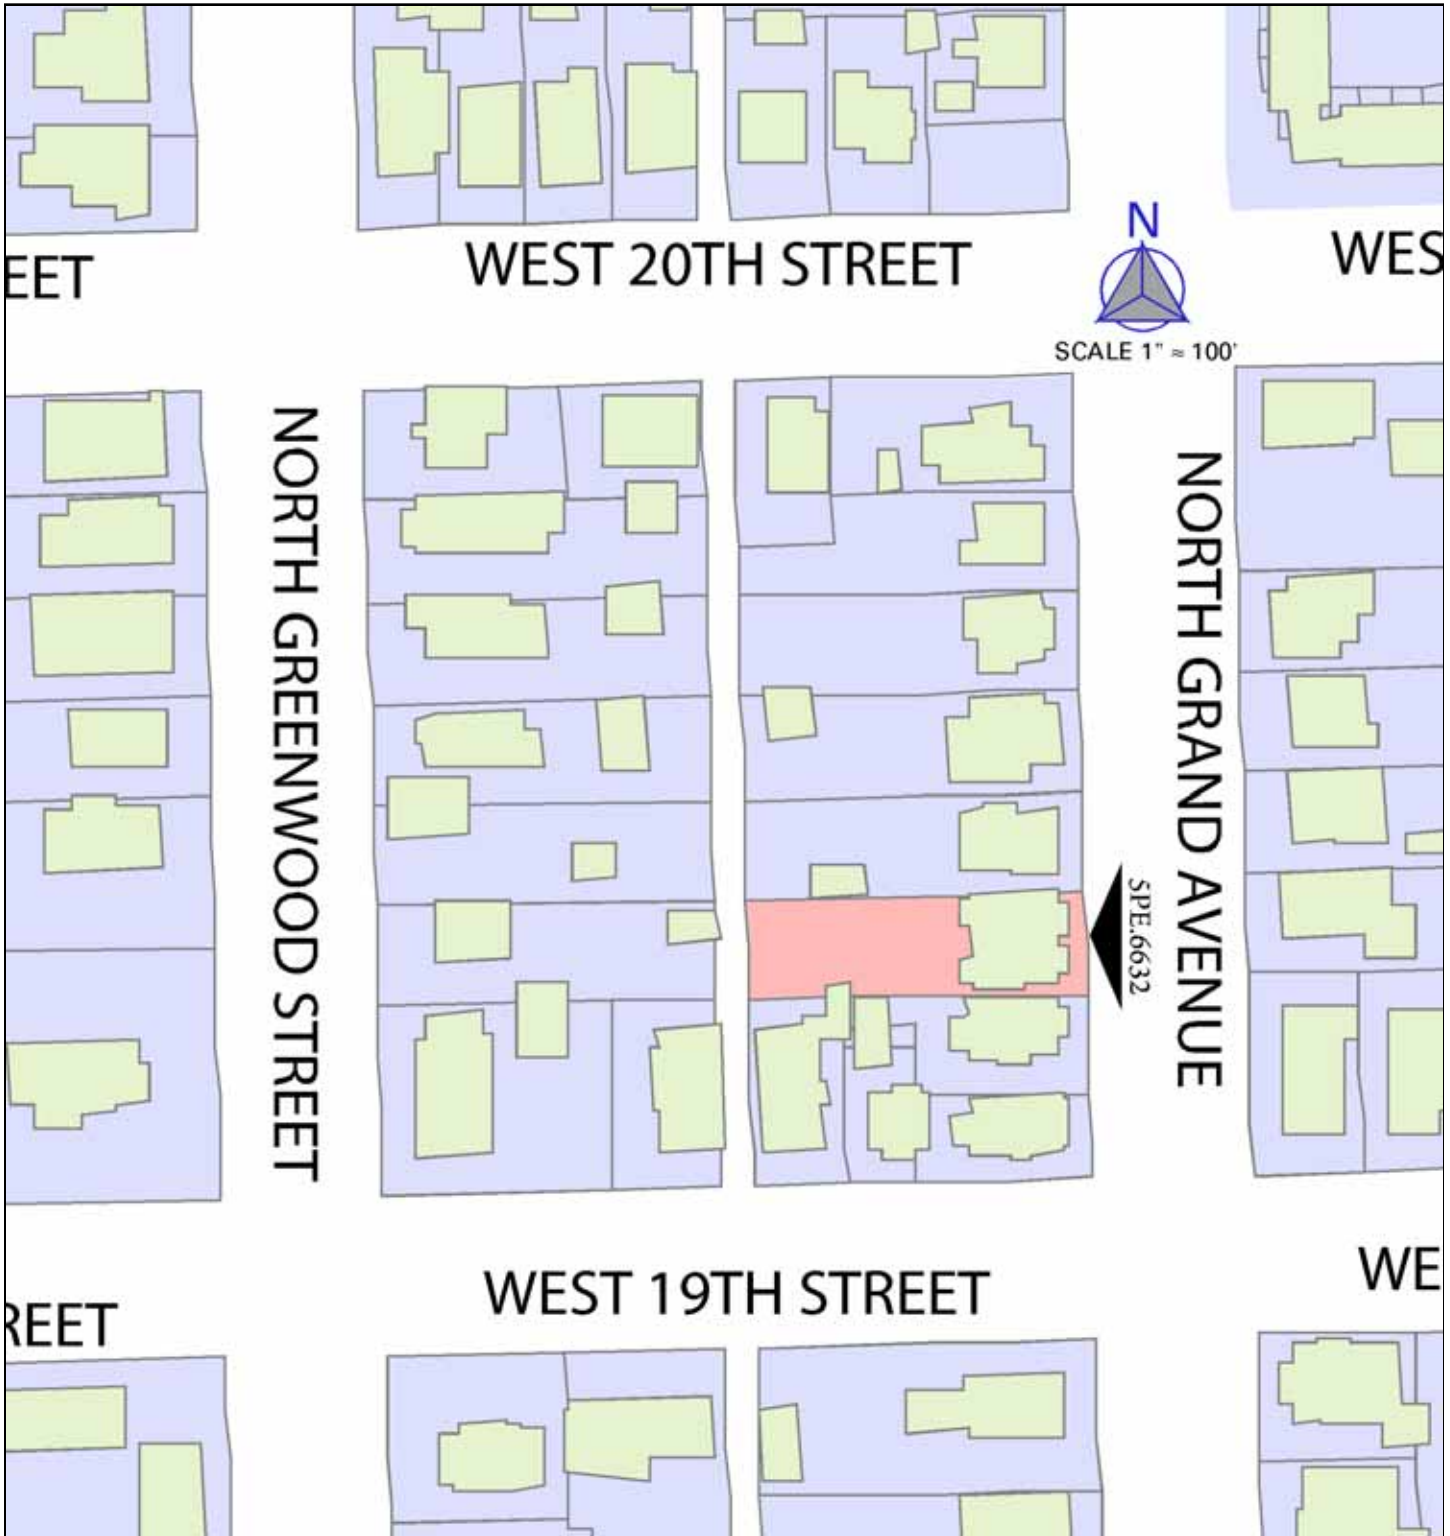 WEST 20TH STREET
N
WES
EET
SCALE 1" ≈ 100'
NORTH GREENWOOD STREET
NORTH GRAND AVENUE
5PE.6632
WEST 19TH STREET
WE
REET